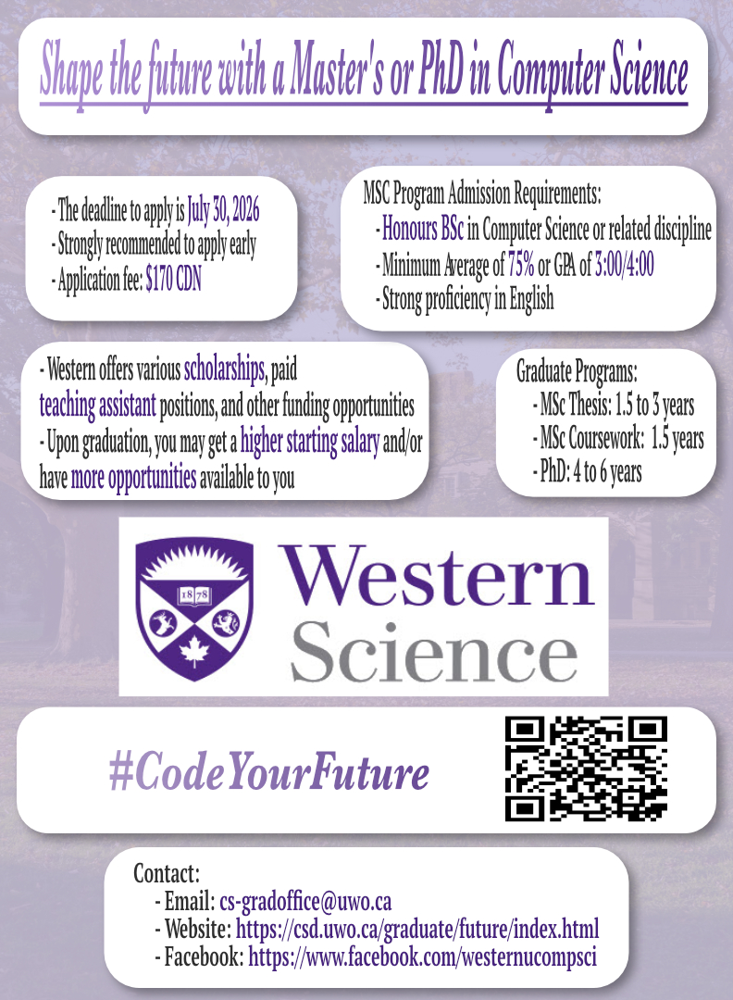 Shape the future with a Master's or PhD in Computer Science
- The deadline to apply is July 30, 2026
- Strongly recommended to apply early
- Application fee: $170 CDN
MSC Program Admission Requirements:
- Honours BSc in Computer Science or related discipline
- Minimum Average of 75% or GPA of 3:00/4:00
- Strong proficiency in English
- Western offers various scholarships, paid
teaching assistant positions, and other funding opportunities
- Upon graduation, you may get a higher starting salary and/or
have more opportunities available to you
Graduate Programs:
- MSc Thesis: 1.5 to 3 years
- MSc Coursework: 1.5 years
- PhD: 4 to 6 years
1878
Western
Science
#CodeYourFuture
Contact:
- Email: cs-gradoffice@uwo.ca
- Website: https://csd.uwo.ca/graduate/future/index.html
- Facebook: https://www.facebook.com/westernucompsci